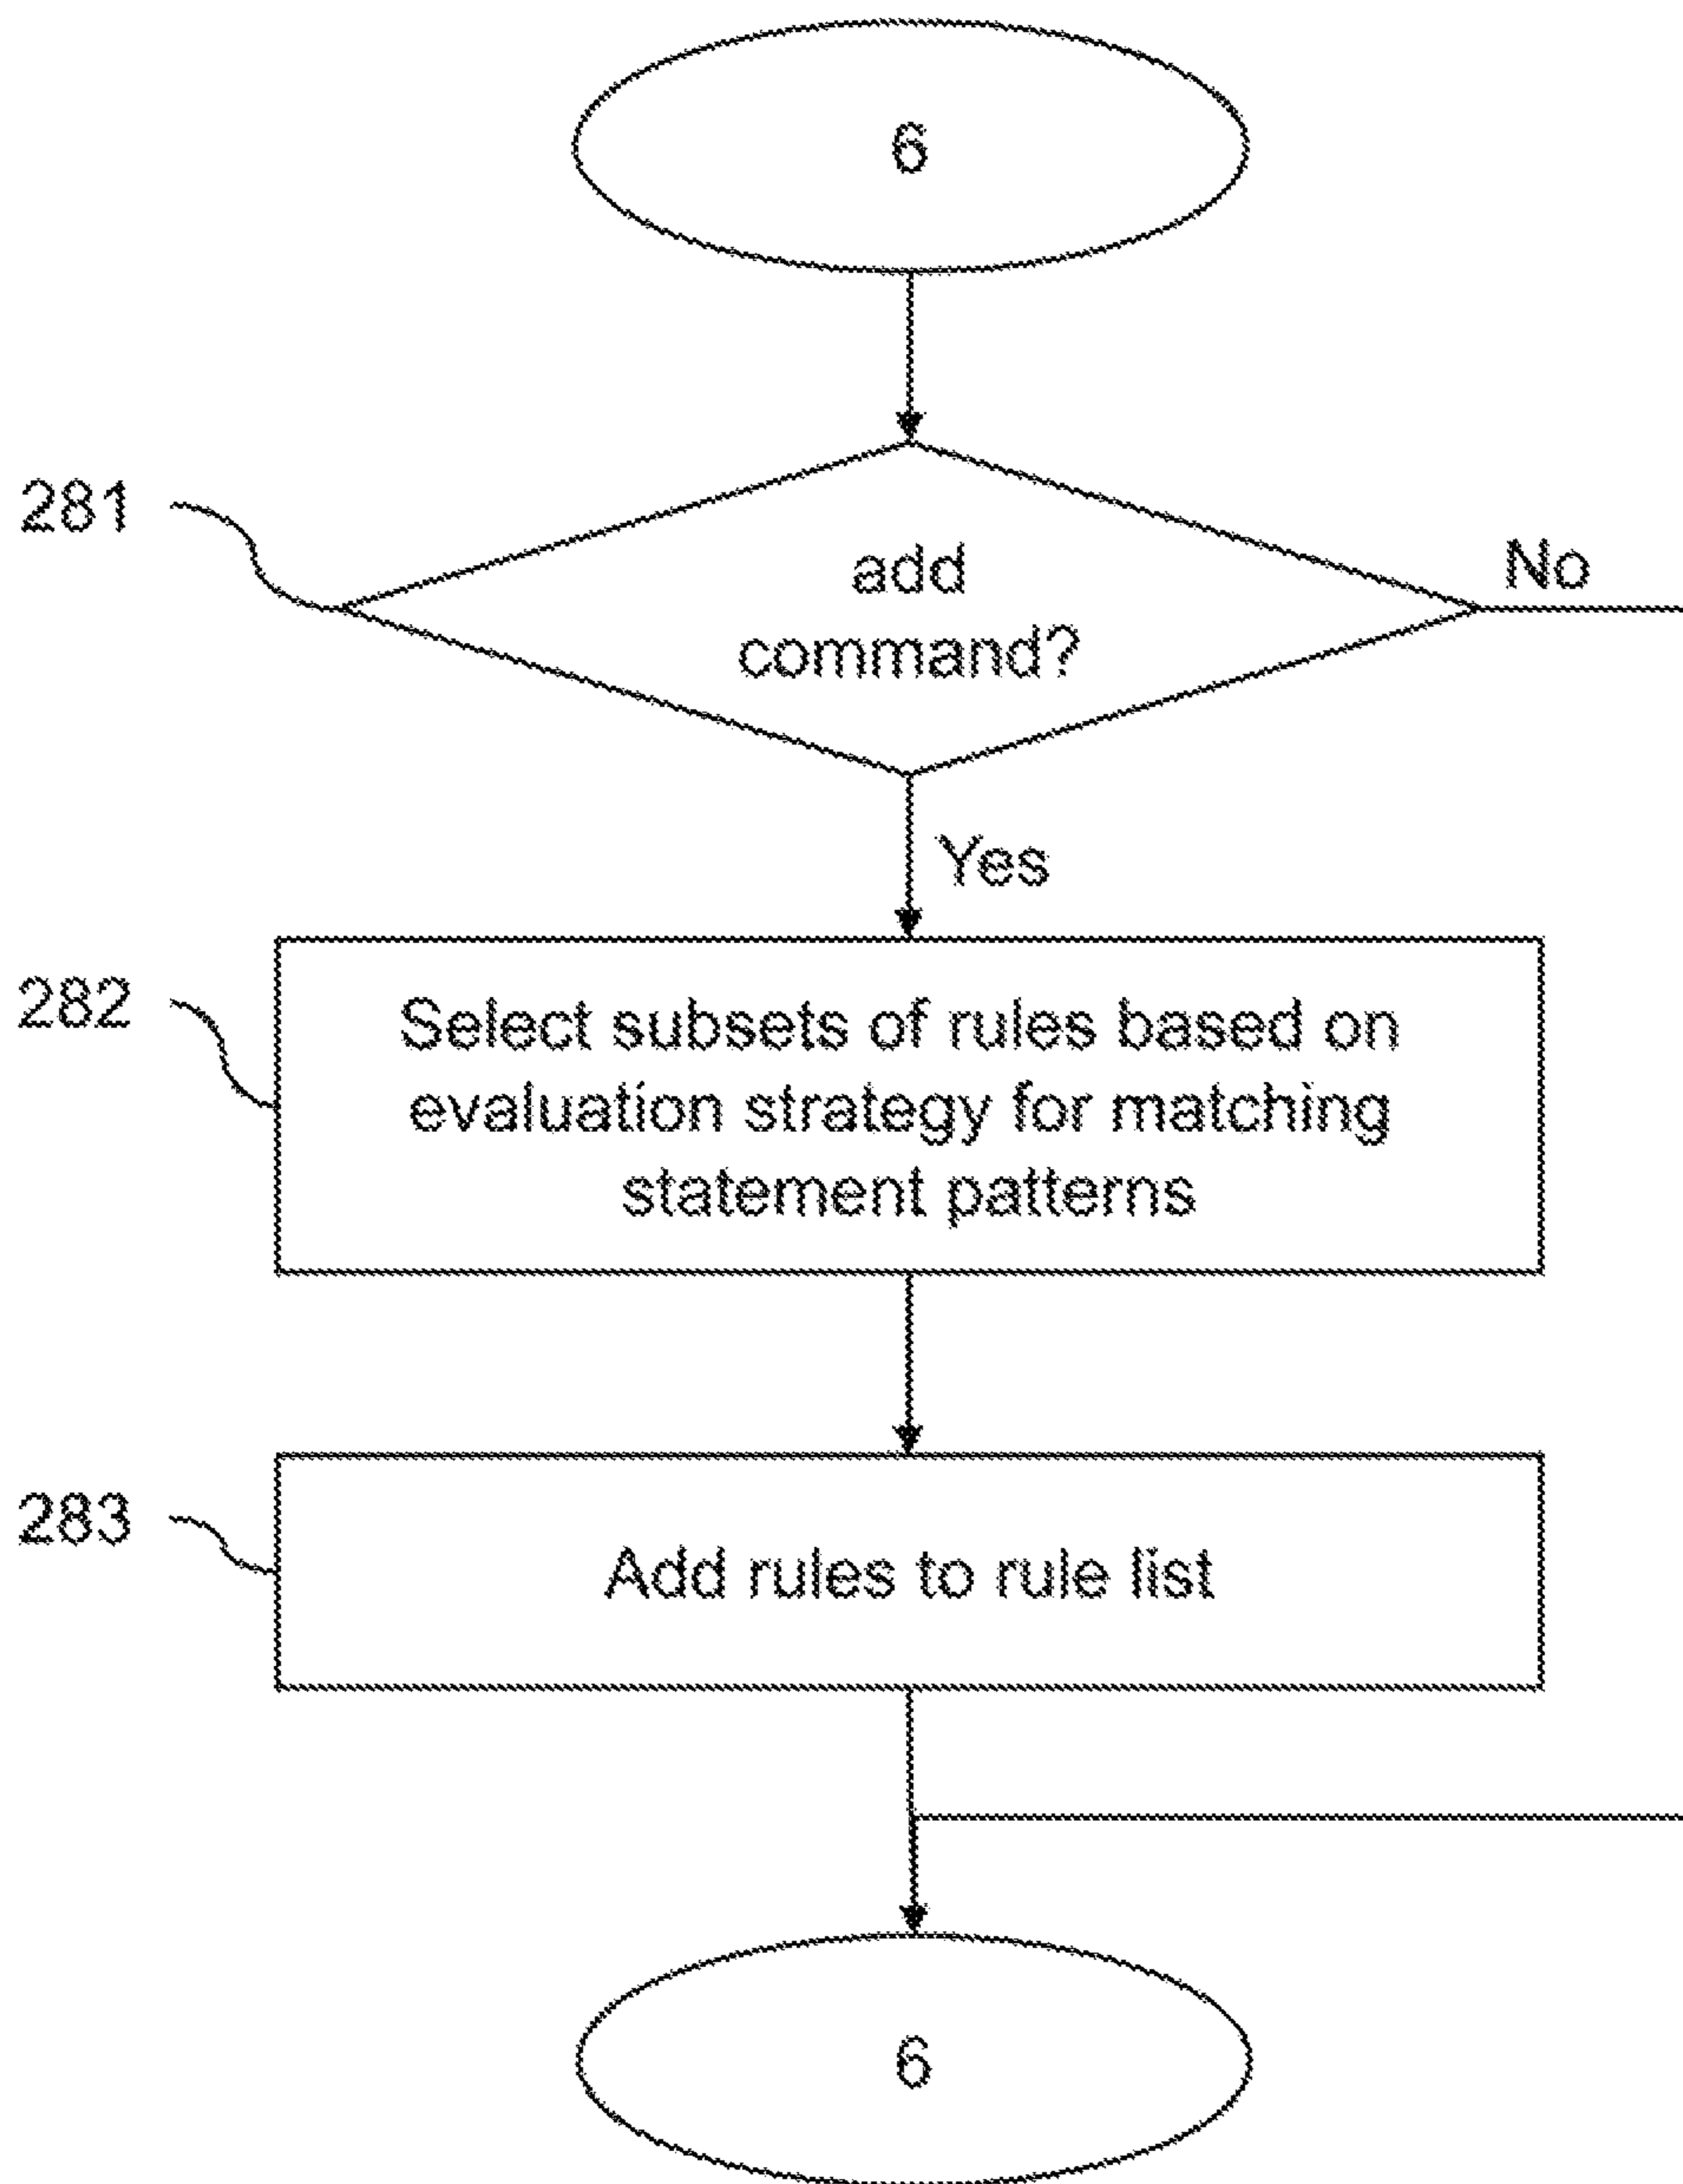 6
281
add
command?
No
Yes
282
Select subsets of rules based on
evaluation strategy for matching
statement patterns
283
Add rules to rule list
6